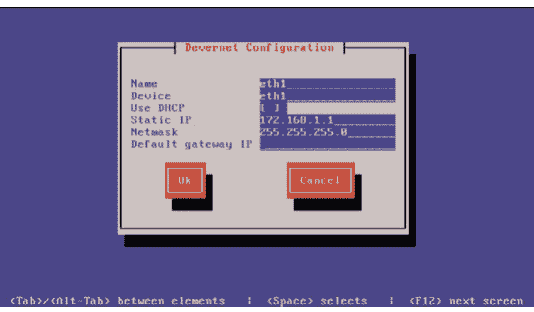 Devernet Configuration
Name eth1
Device eth1
Use DHCP [ ]
Static IP 172.168.1.1
Netmask 255.255.255.0
Default gateway IP
Ok Cancel
<Tab>/<Alt-Tab> between elements | <Space> selects | <F12> next screen